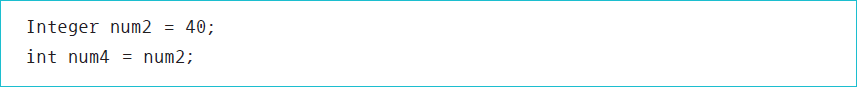 Integer num2 = 40;
int num4 = num2;